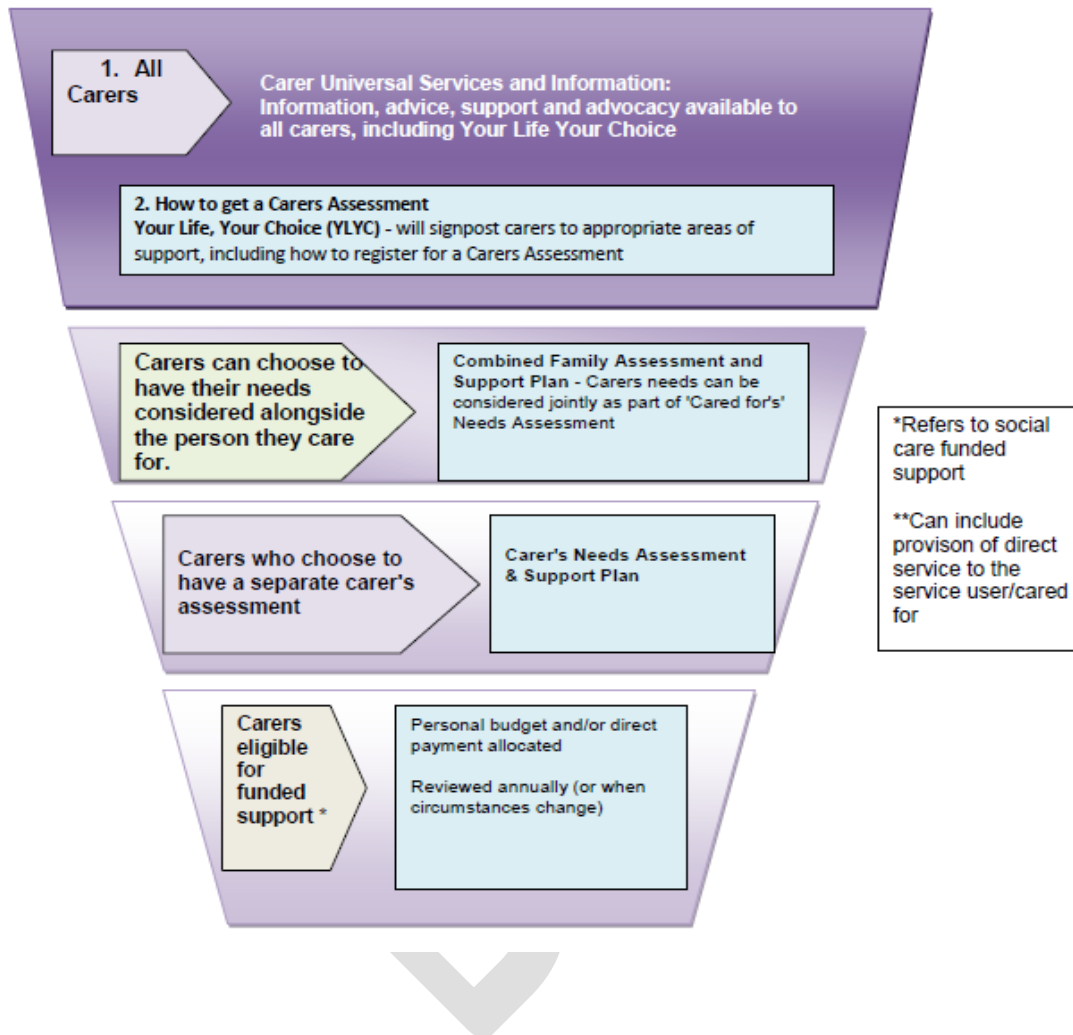 1. All
Carers
Carer Universal Services and Information:
Information, advice, support and advocacy available to
all carers, including Your Life Your Choice
2. How to get a Carers Assessment
Your Life, Your Choice (YLYC) - will signpost carers to appropriate areas of
support, including how to register for a Carers Assessment
Carers can choose to
have their needs
considered alongside
the person they care
for.
Combined Family Assessment and
Support Plan - Carers needs can be
considered jointly as part of 'Cared for's'
Needs Assessment
*Refers to social
care funded
support
**Can include
provison of direct
service to the
service user/cared
for
Carers who choose to
have a separate carer's
assessment
Carer's Needs Assessment
& Support Plan
Carers
eligible
for
funded
support *
Personal budget and/or direct
payment allocated
Reviewed annually (or when
circumstances change)